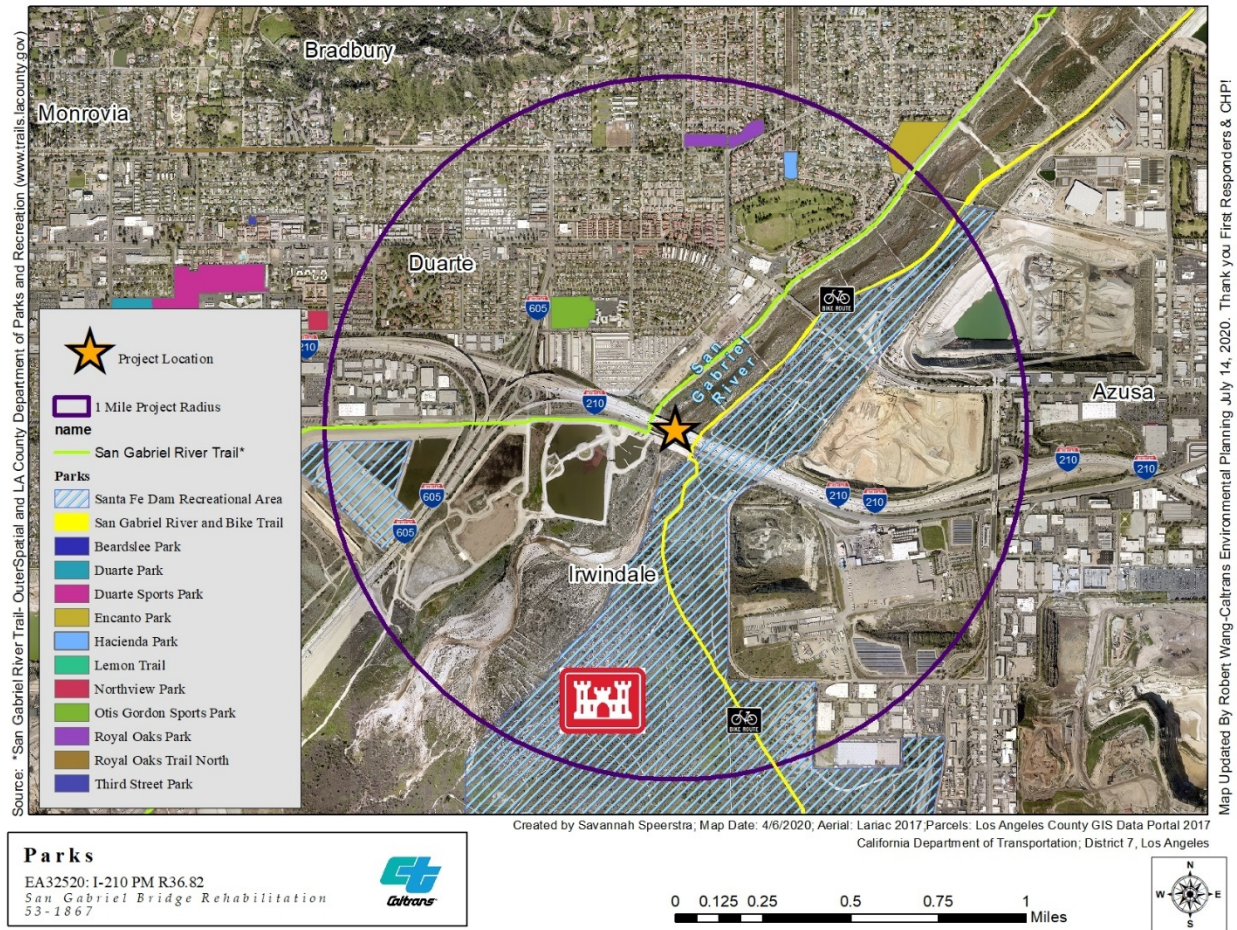 Source: *San Gabriel River Trail- OuterSpatial and LA County Department of Parks and Recreation (www.trails.lacounty.gov)
Bradbury
Monrovia
Duarte
605
210
210
San
Gabriel
River
BIKE ROUTE
Azusa
210
210
210
210
605
605
Irwindale
BIKE ROUTE
Project Location
1 Mile Project Radius
name
San Gabriel River Trail*
Parks
Santa Fe Dam Recreational Area
San Gabriel River and Bike Trail
Beardslee Park
Duarte Park
Duarte Sports Park
Encanto Park
Hacienda Park
Lemon Trail
Northview Park
Otis Gordon Sports Park
Royal Oaks Park
Royal Oaks Trail North
Third Street Park
Map Updated By Robert Wang-Caltrans Environmental Planning July 14, 2020. Thank you First Responders & CHP!
Created by Savannah Speerstra; Map Date: 4/6/2020; Aerial: Lariac 2017;Parcels: Los Angeles County GIS Data Portal 2017
California Department of Transportation; District 7, Los Angeles
Parks
EA32520: I-210 PM R36.82
San Gabriel Bridge Rehabilitation
53-1867
ct
Caltrans
0 0.125 0.25 0.5 0.75 1
Miles
N
W E
S